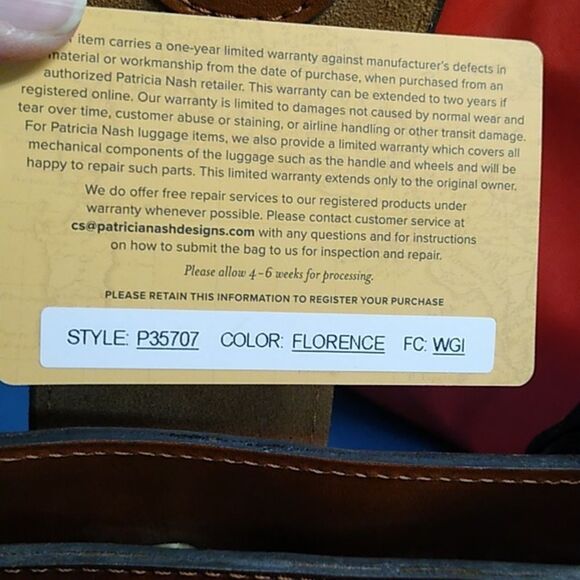 item carries a one-year limited warranty against manufacturer's defects in
material or workmanship from the date of purchase, when purchased from an
authorized Patricia Nash retailer. This warranty can be extended to two years if
registered online. Our warranty is limited to damages not caused by normal wear and
tear over time, customer abuse or staining, or airline handling or other transit damage.
For Patricia Nash luggage items, we also provide a limited warranty which covers all
mechanical components of the luggage such as the handle and wheels and will be
happy to repair such parts. This limited warranty extends only to the original owner.
We do offer free repair services to our registered products under
warranty whenever possible. Please contact customer service at
cs@patricianashdesigns.com with any questions and for instructions
on how to submit the bag to us for inspection and repair.
Please allow 4-6 weeks for processing.
PLEASE RETAIN THIS INFORMATION TO REGISTER YOUR PURCHASE
STYLE: P35707 COLOR: FLORENCE FC: WGI